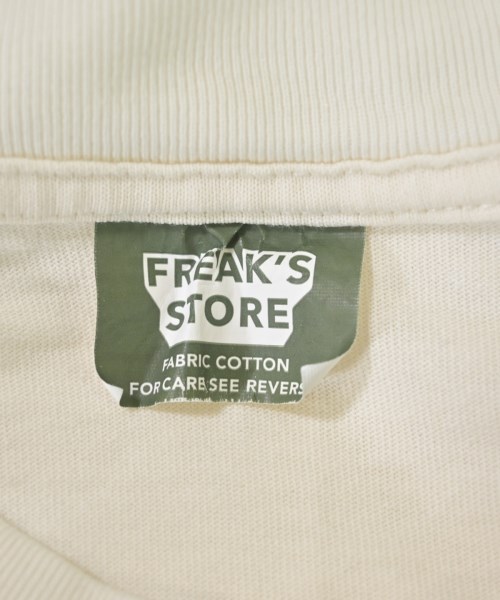 FREAK'S
STORE
FABRIC COTTON
FOR CARE SEE REVERS